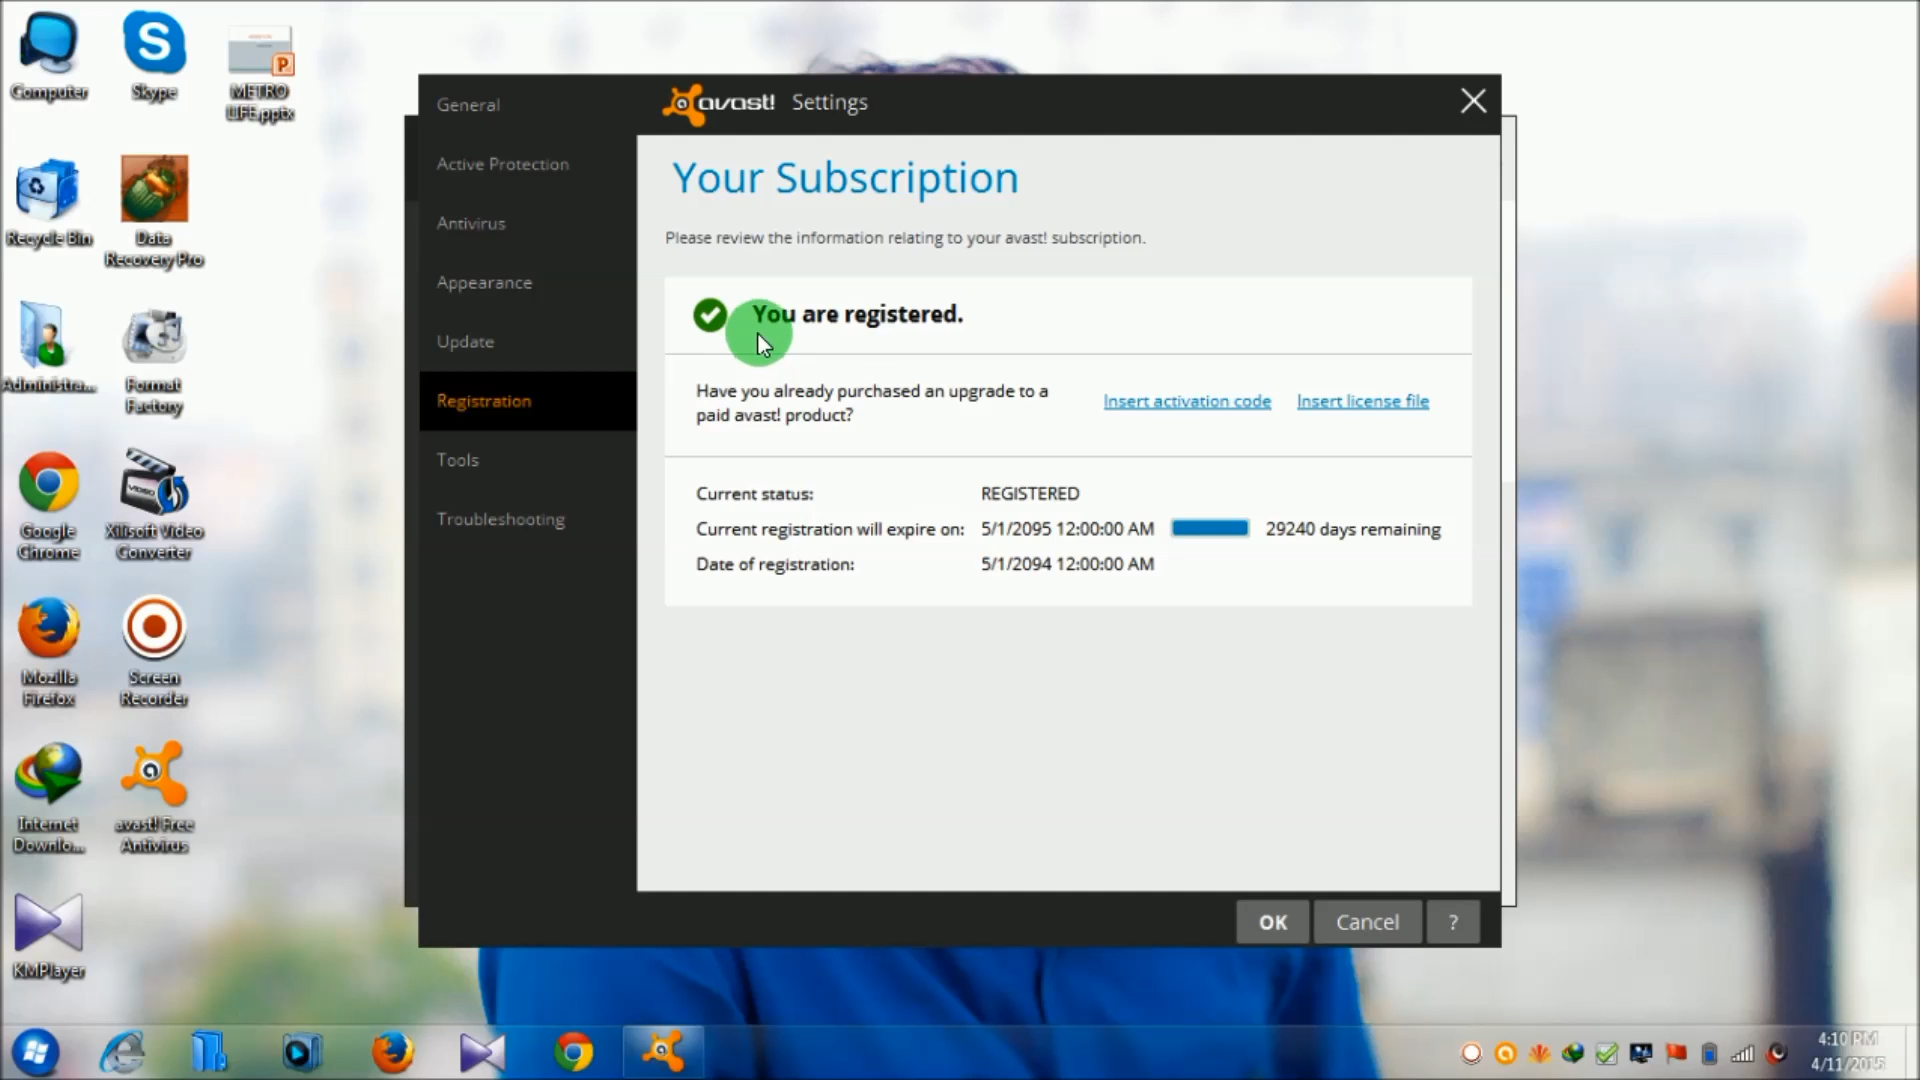 Computer
Skype
METRO
LIFE.pptx
Recycle Bin
Data
Recovery Pro
Administra...
Format
Factory
Google
Chrome
Xilisoft Video
Converter
VIDEO
Mozilla
Firefox
Screen
Recorder
Internet
Downlo...
avast! Free
Antivirus
KMPlayer
General
Active Protection
Antivirus
Appearance
Update
Registration
Tools
Troubleshooting
avast! Settings
Your Subscription
Please review the information relating to your avast! subscription.
You are registered.
Have you already purchased an upgrade to a
paid avast! product?
Insert activation code Insert license file
Current status: REGISTERED
Current registration will expire on: 5/1/2095 12:00:00 AM 29240 days remaining
Date of registration: 5/1/2094 12:00:00 AM
OK Cancel ?
4:10 PM
4/11/2015